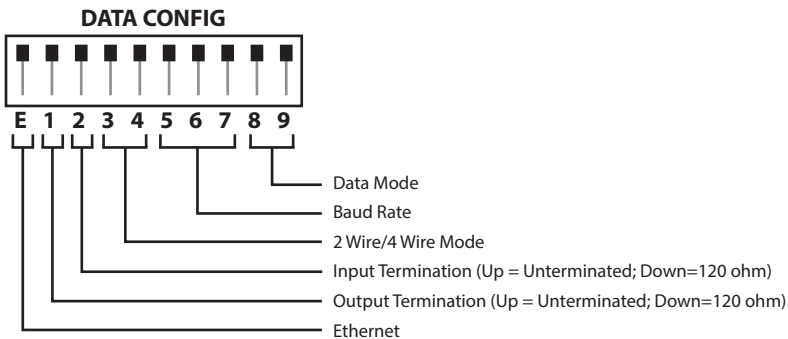 DATA CONFIG
E 1 2 3 4 5 6 7 8 9
Data Mode
Baud Rate
2 Wire/4 Wire Mode
Input Termination (Up = Unterminated; Down=120 ohm)
Output Termination (Up = Unterminated; Down=120 ohm)
Ethernet